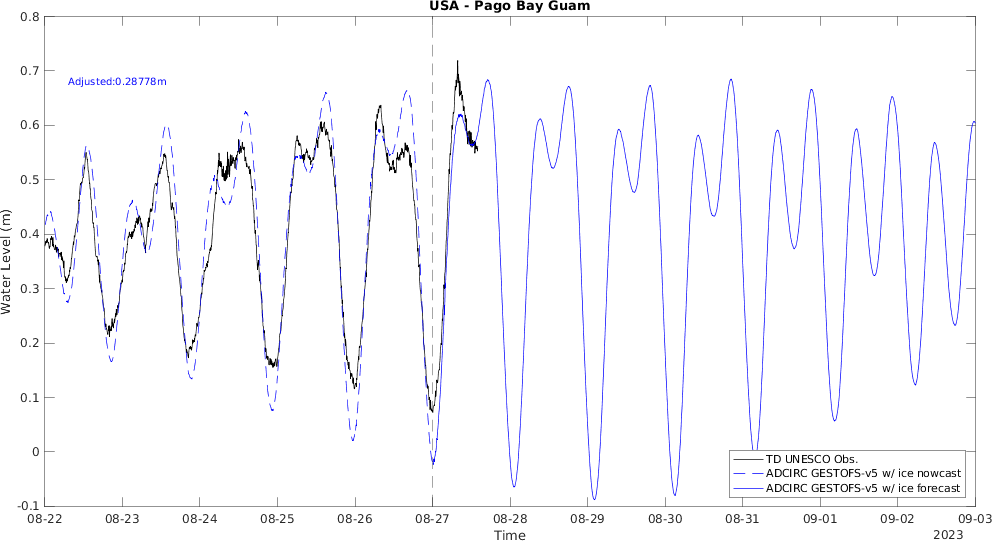 USA - Pago Bay Guam
0.8
0.7
0.6
0.5
0.4
0.3
0.2
0.1
0
-0.1
Water Level (m)
Adjusted:0.28778m
TD UNESCO Obs.
ADCIRC GESTOFS-v5 w/ ice nowcast
ADCIRC GESTOFS-v5 w/ ice forecast
08-22 08-23 08-24 08-25 08-26 08-27 08-28 08-29 08-30 08-31 09-01 09-02 09-03
Time
2023